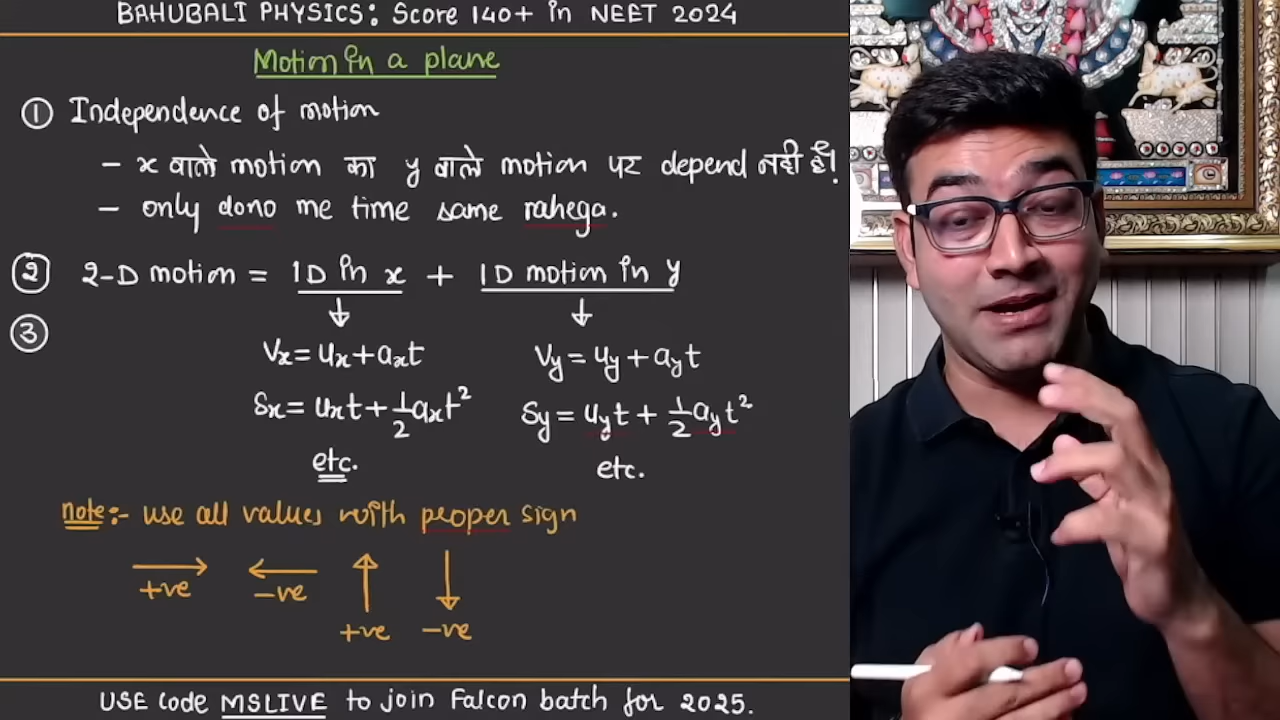 BAHUBALI PHYSICS: Score 140+ in NEET 2024
Motion in a plane
① Independence of motion
- x वाले motion का y वाले motion पर depend नही है!
- only dono me time same rahega.
② 2-D motion = 1D in x + 1D motion in y
③
Vx = ux + axt Vy = uy + ayt
Sx = uxt + 1/2 axt² Sy = uyt + 1/2 ayt²
etc. etc.
note:- use all values with proper sign
+ve -ve
+ve -ve
USE Code MSLIVE to join Falcon batch for 2025.